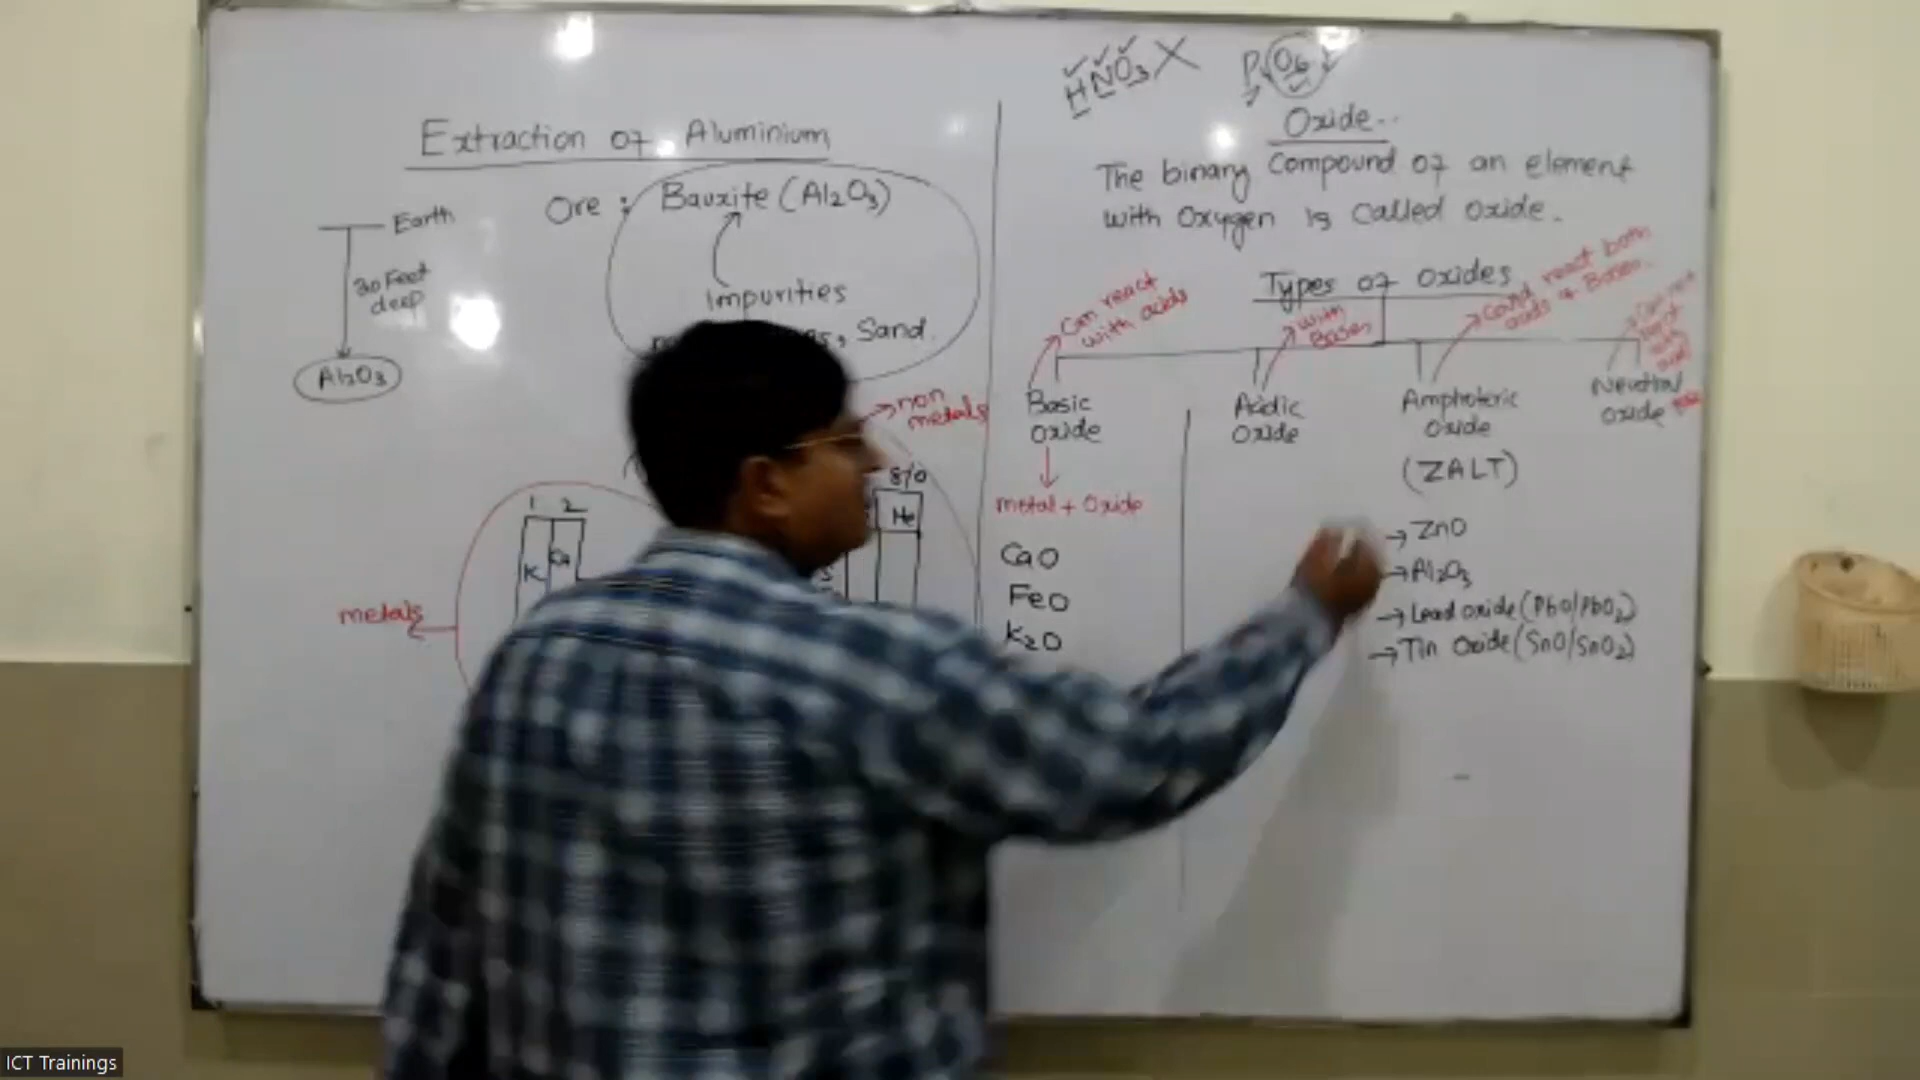 Extraction of Aluminium
Ore : Bauxite (Al2O3)
Earth
30 Feet
deep
Al2O3
Impurities
Sand.
non
metals
1 2
K Ca
8/0
He
metals
HNO3 X
Oxide..
The binary Compound of an element
with Oxygen is Called Oxide.
Types of Oxides
Can react
with acids
with
Bases
react both
acids + Bases.
Basic
Oxide
Acidic
Oxide
Amphoteric
Oxide
Neutral
Oxide
(ZALT)
metal + Oxide
CaO
FeO
K2O
→ ZnO
→ Al2O3
→ Lead oxide (PbO/PbO2)
→ Tin Oxide (SnO/SnO2)
ICT Trainings